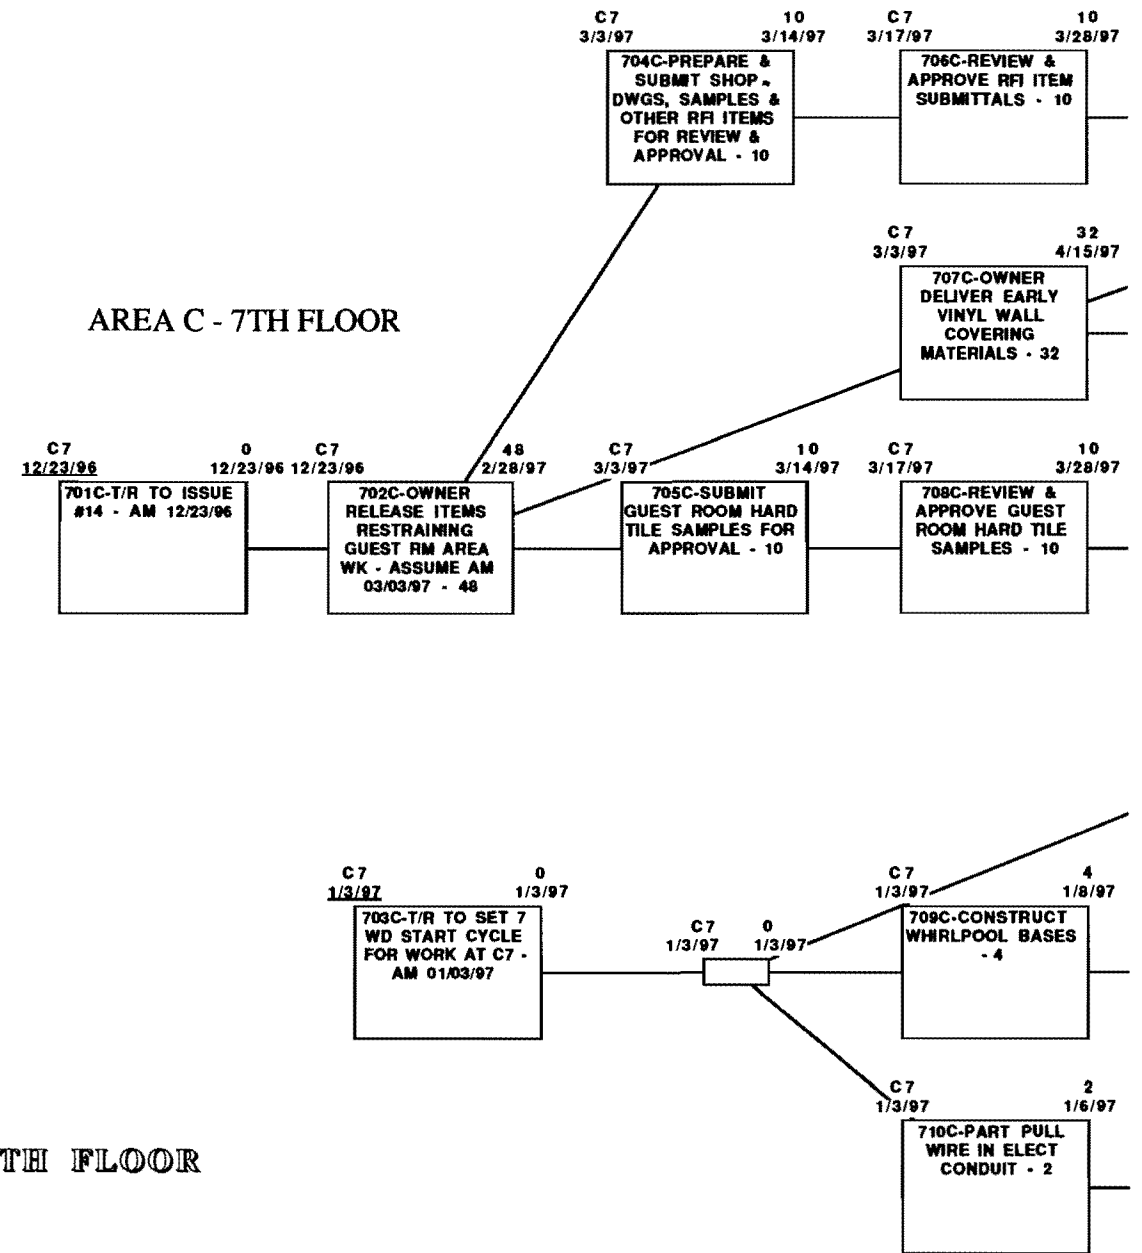 C7 10
3/3/97 3/14/97
704C-PREPARE &
SUBMIT SHOP
DWGS, SAMPLES &
OTHER RFI ITEMS
FOR REVIEW &
APPROVAL - 10
C7 10
3/17/97 3/28/97
706C-REVIEW &
APPROVE RFI ITEM
SUBMITTALS - 10
C7 32
3/3/97 4/15/97
707C-OWNER
DELIVER EARLY
VINYL WALL
COVERING
MATERIALS - 32
AREA C - 7TH FLOOR
C7 0
12/23/96 12/23/96
701C-T/R TO ISSUE
#14 - AM 12/23/96
C7 48
12/23/96 2/28/97
702C-OWNER
RELEASE ITEMS
RESTRAINING
GUEST RM AREA
WK - ASSUME AM
03/03/97 - 48
C7 10
3/3/97 3/14/97
705C-SUBMIT
GUEST ROOM HARD
TILE SAMPLES FOR
APPROVAL - 10
C7 10
3/17/97 3/28/97
708C-REVIEW &
APPROVE GUEST
ROOM HARD TILE
SAMPLES - 10
C7 0
1/3/97 1/3/97
703C-T/R TO SET 7
WD START CYCLE
FOR WORK AT C7 -
AM 01/03/97
C7 0
1/3/97 1/3/97
C7 4
1/3/97 1/8/97
709C-CONSTRUCT
WHIRLPOOL BASES
- 4
C7 2
1/3/97 1/6/97
710C-PART PULL
WIRE IN ELECT
CONDUIT - 2
TH FLOOR